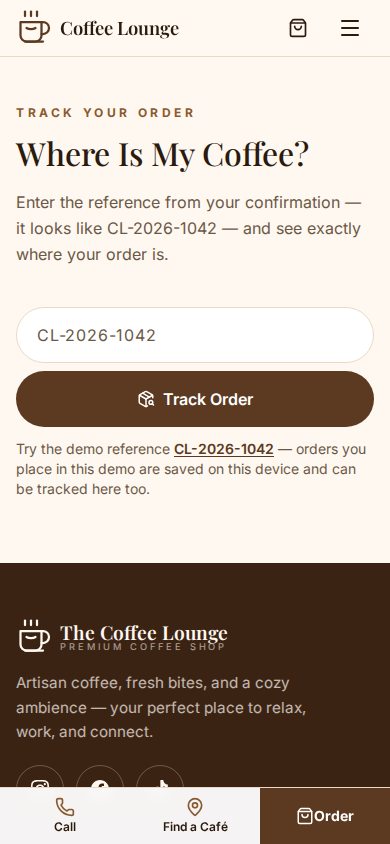 Coffee Lounge
TRACK YOUR ORDER
Where Is My Coffee?
Enter the reference from your confirmation —
it looks like CL-2026-1042 — and see exactly
where your order is.
CL-2026-1042
Track Order
Try the demo reference CL-2026-1042 — orders you
place in this demo are saved on this device and can
be tracked here too.
The Coffee Lounge
PREMIUM COFFEE SHOP
Artisan coffee, fresh bites, and a cozy
ambience — your perfect place to relax,
work, and connect.
Call
Find a Café
Order